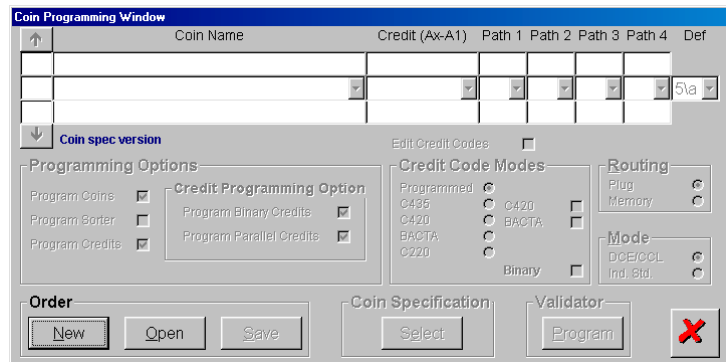 Coin Programming Window
Coin Name Credit (Ax-A1) Path 1 Path 2 Path 3 Path 4 Def
5\a
Coin spec version
Edit Credit Codes
Programming Options
Program Coins
Program Sorter
Program Credits
Credit Programming Option
Program Binary Credits
Program Parallel Credits
Credit Code Modes
Programmed
C435
C420
BACTA
C220
C420
BACTA
Binary
Routing
Plug
Memory
Mode
DCE/CCL
Ind. Std.
Order
New Open Save
Coin Specification
Select
Validator
Program